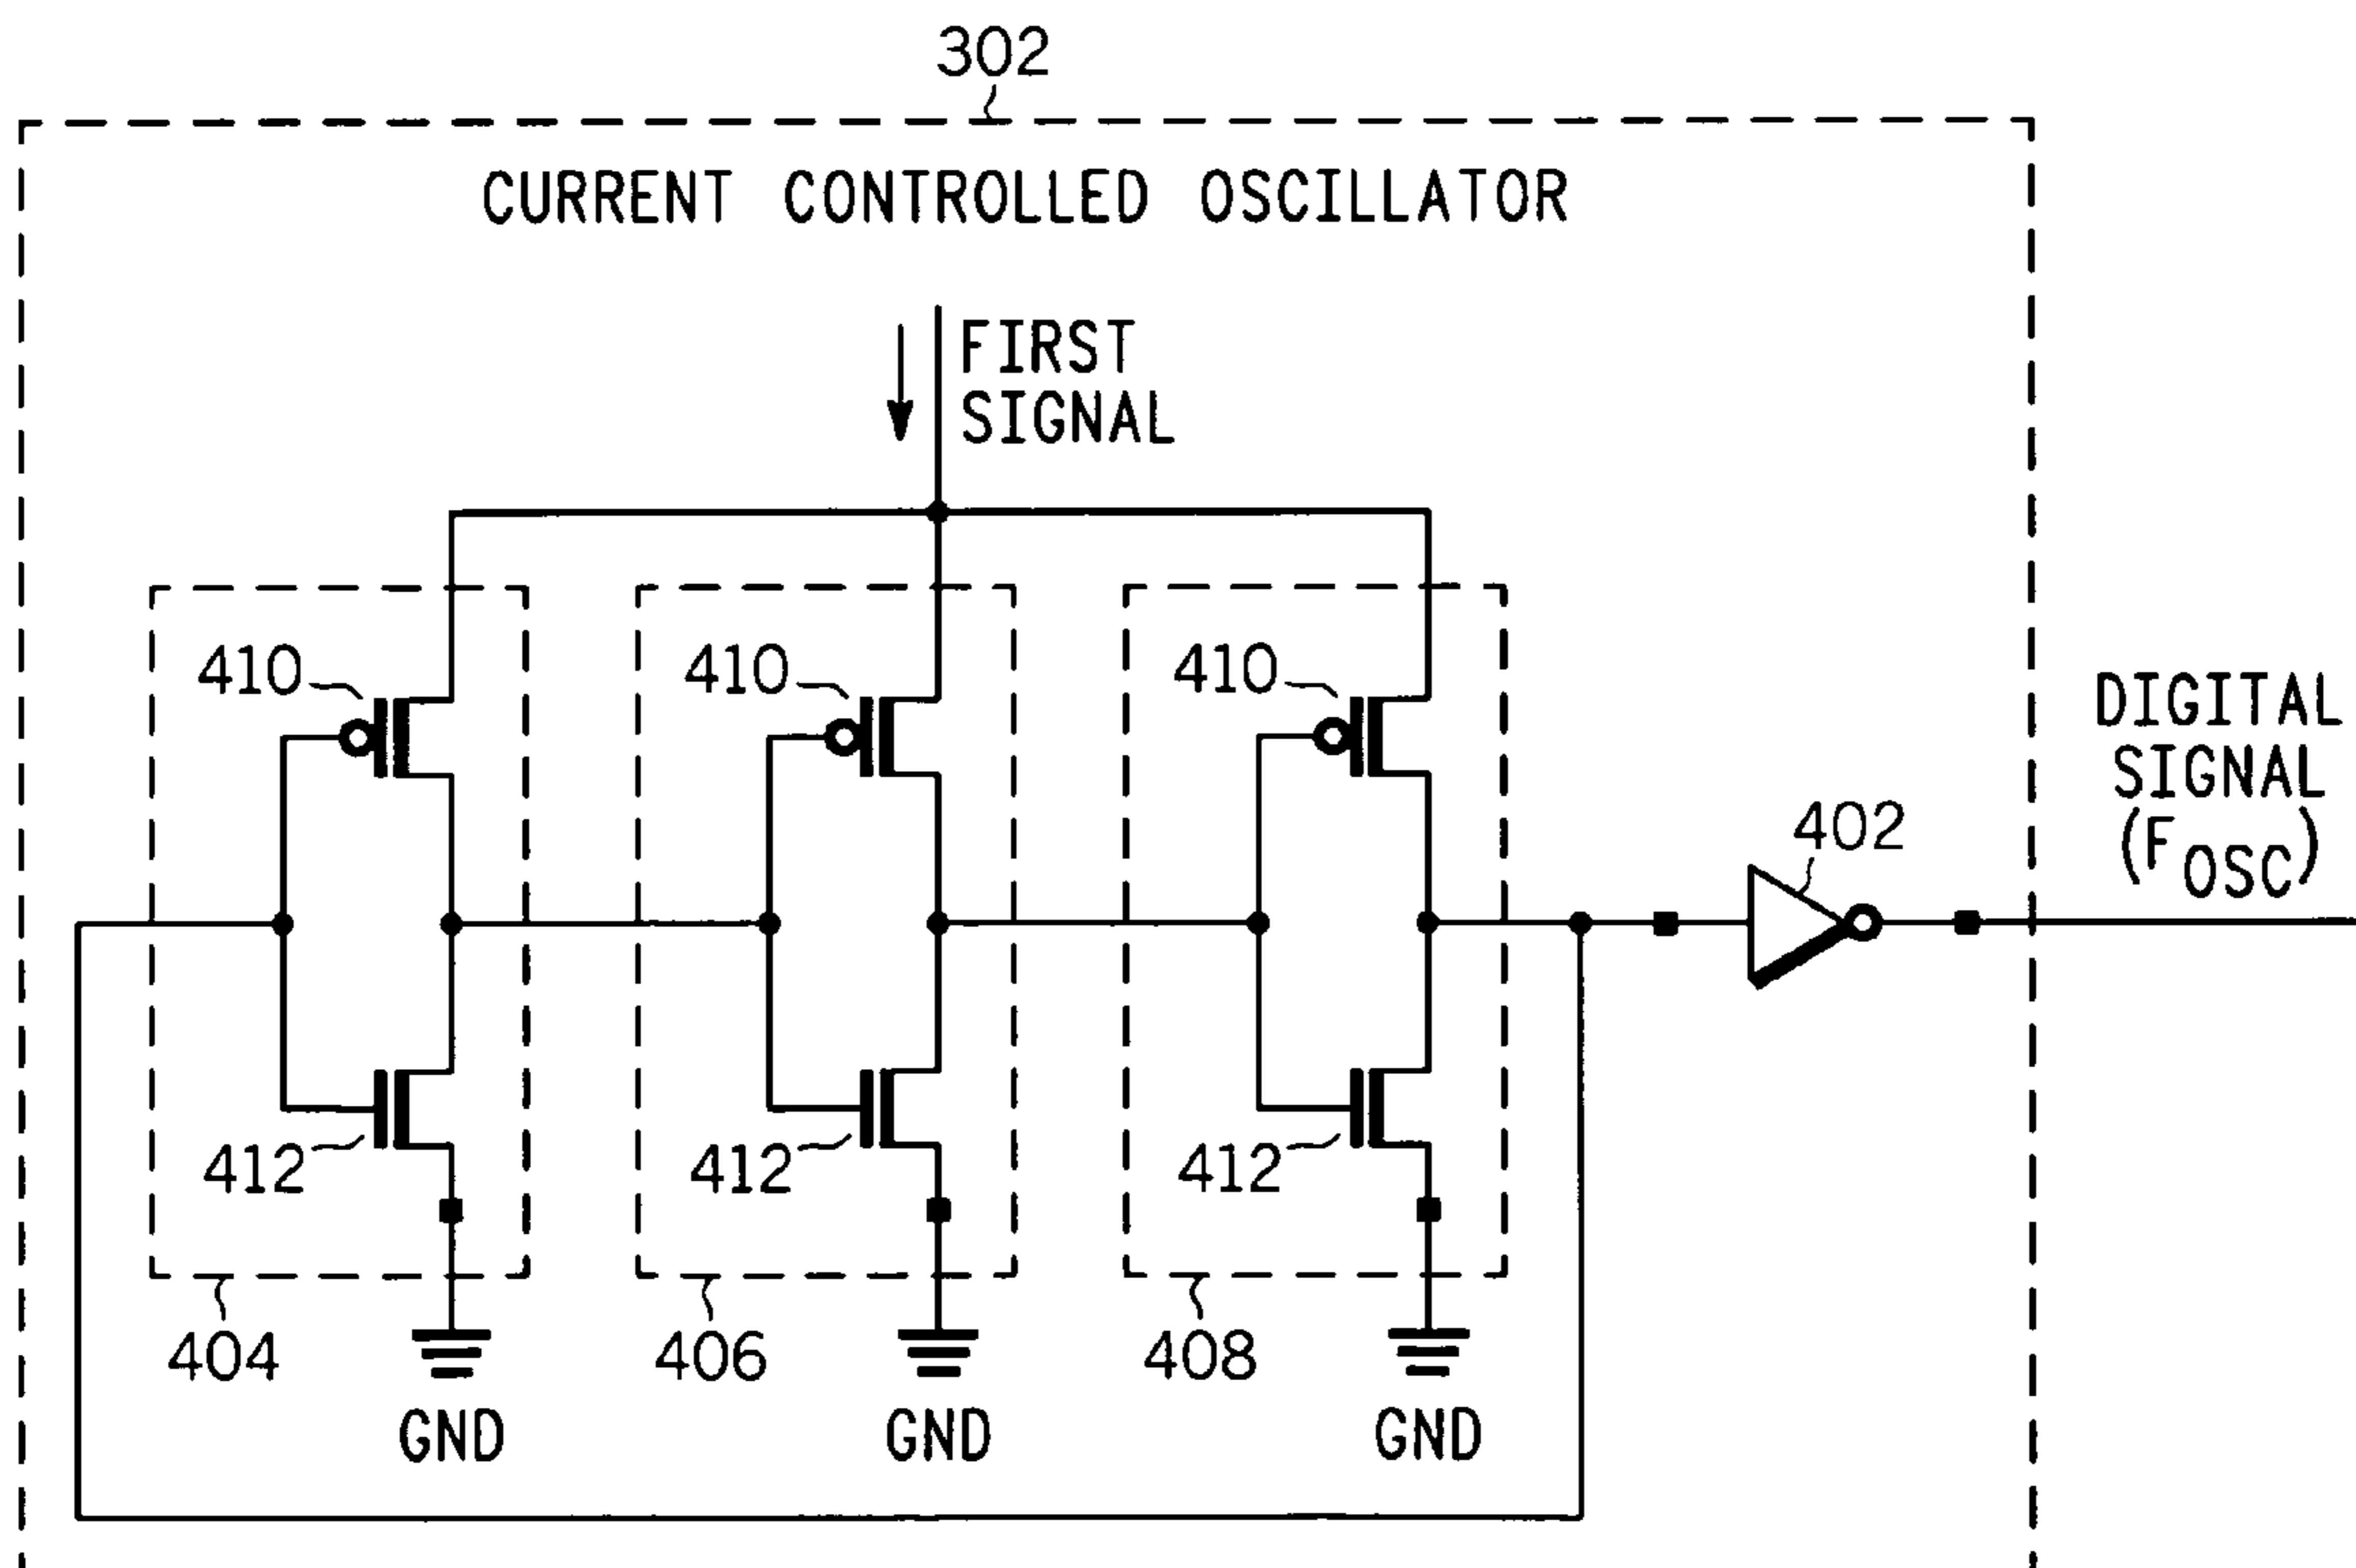 302
CURRENT CONTROLLED OSCILLATOR
FIRST
SIGNAL
410
410
410
DIGITAL
SIGNAL
(FOSC)
402
412
412
412
404
406
408
GND
GND
GND